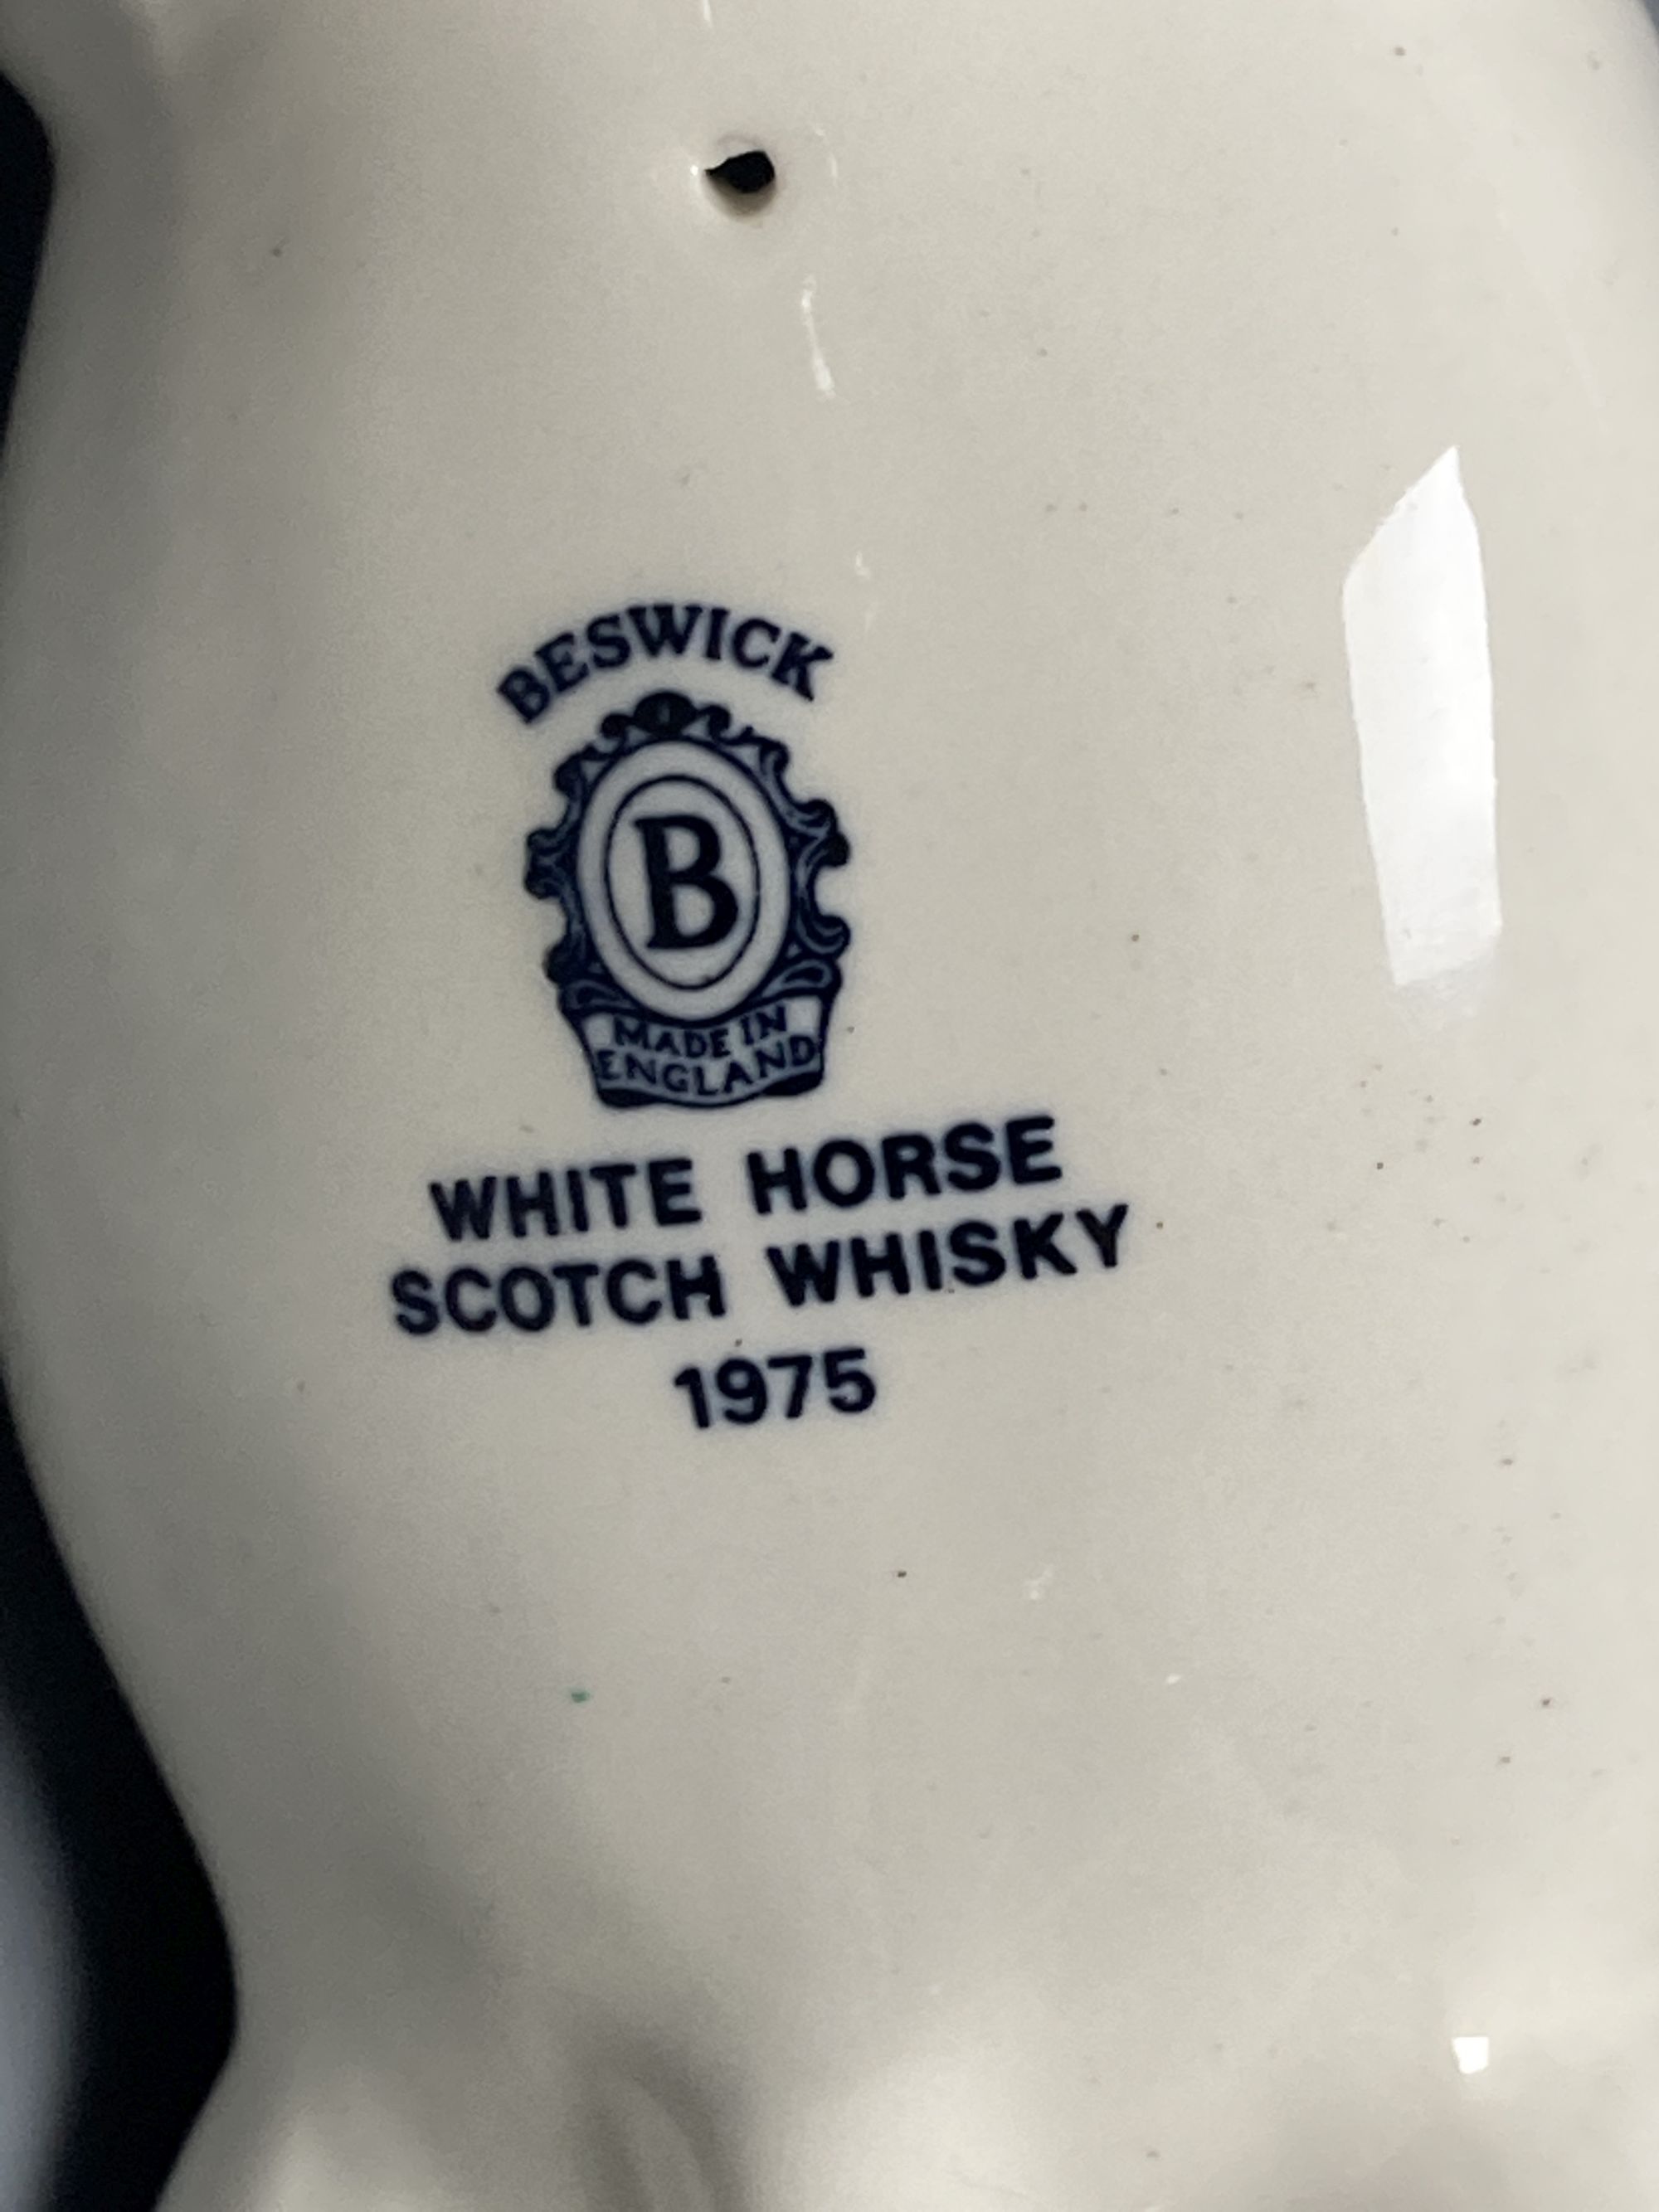 BESWICK
B
MADE IN
ENGLAND
WHITE HORSE
SCOTCH WHISKY
1975